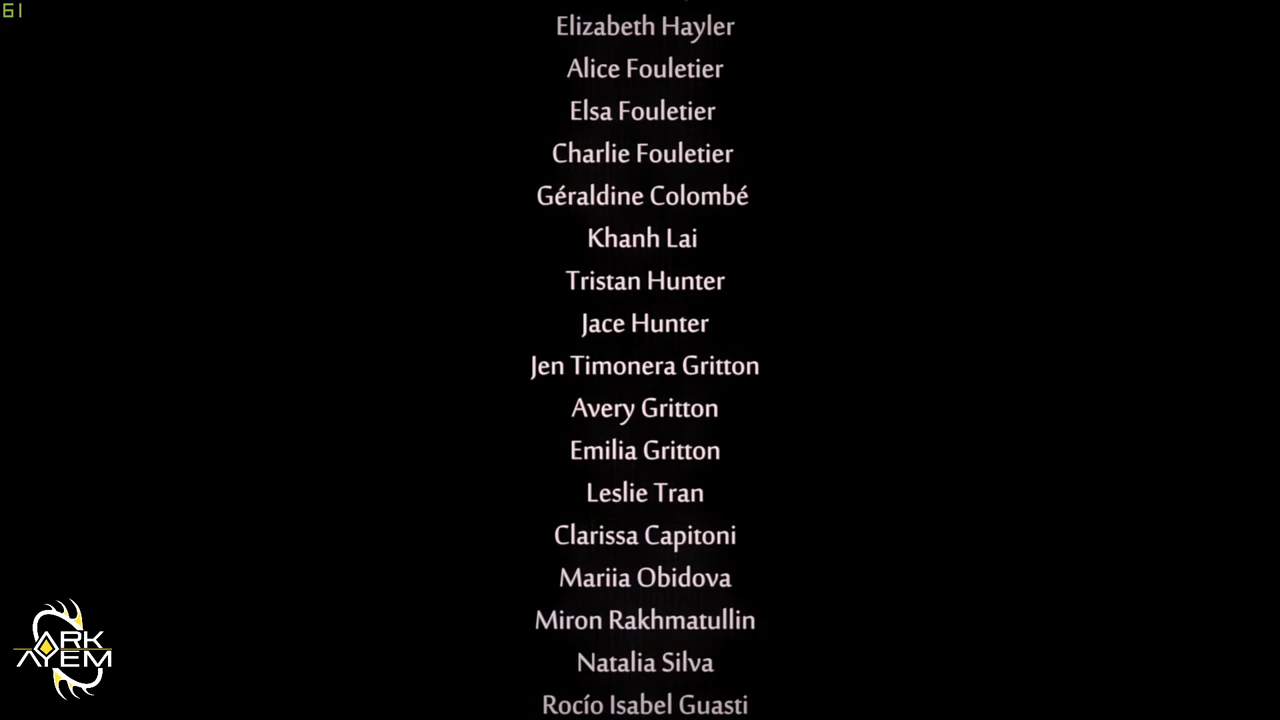 61
Elizabeth Hayler
Alice Fouletier
Elsa Fouletier
Charlie Fouletier
Géraldine Colombé
Khanh Lai
Tristan Hunter
Jace Hunter
Jen Timonera Gritton
Avery Gritton
Emilia Gritton
Leslie Tran
Clarissa Capitoni
Mariia Obidova
Miron Rakhmatullin
Natalia Silva
Rocío Isabel Guasti
ARK
AYEM